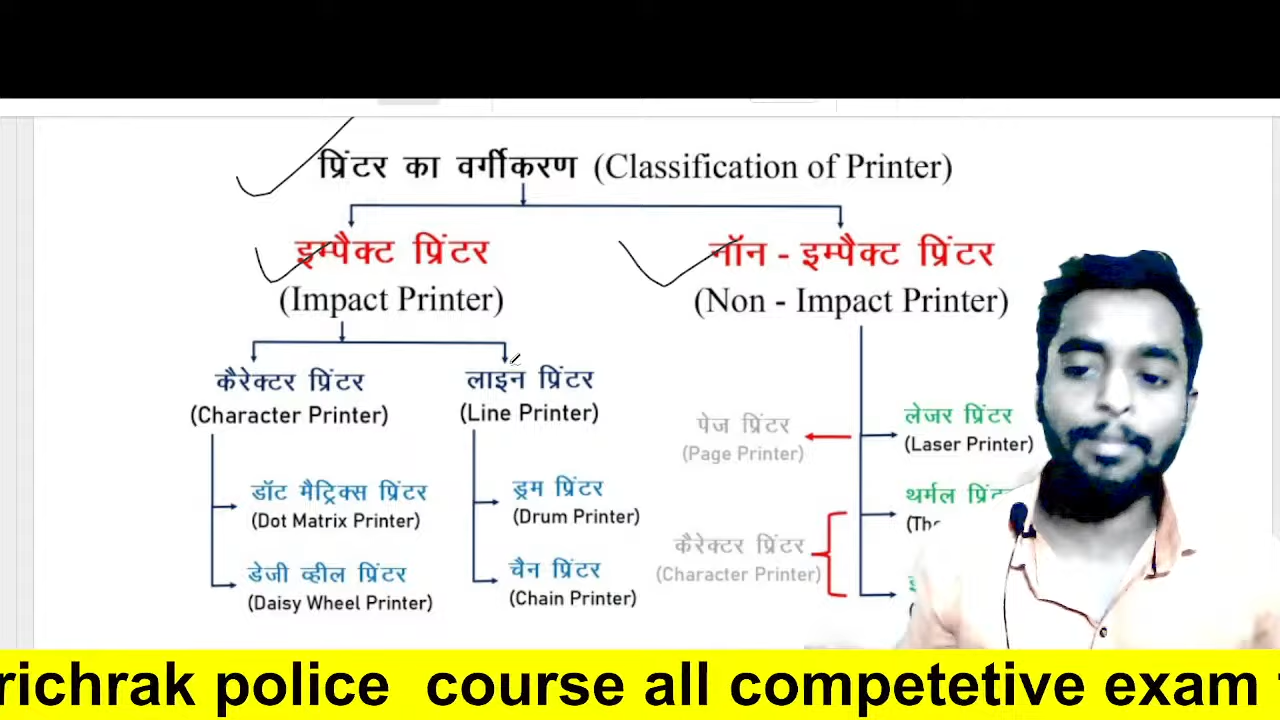 प्रिंटर का वर्गीकरण (Classification of Printer)
इम्पैक्ट प्रिंटर
(Impact Printer)
नॉन - इम्पैक्ट प्रिंटर
(Non - Impact Printer)
कैरेक्टर प्रिंटर
(Character Printer)
लाइन प्रिंटर
(Line Printer)
डॉट मैट्रिक्स प्रिंटर
(Dot Matrix Printer)
डेजी व्हील प्रिंटर
(Daisy Wheel Printer)
ड्रम प्रिंटर
(Drum Printer)
चैन प्रिंटर
(Chain Printer)
पेज प्रिंटर
(Page Printer)
कैरेक्टर प्रिंटर
(Character Printer)
लेजर प्रिंटर
(Laser Printer)
थर्मल
richrak police course all competetive exam